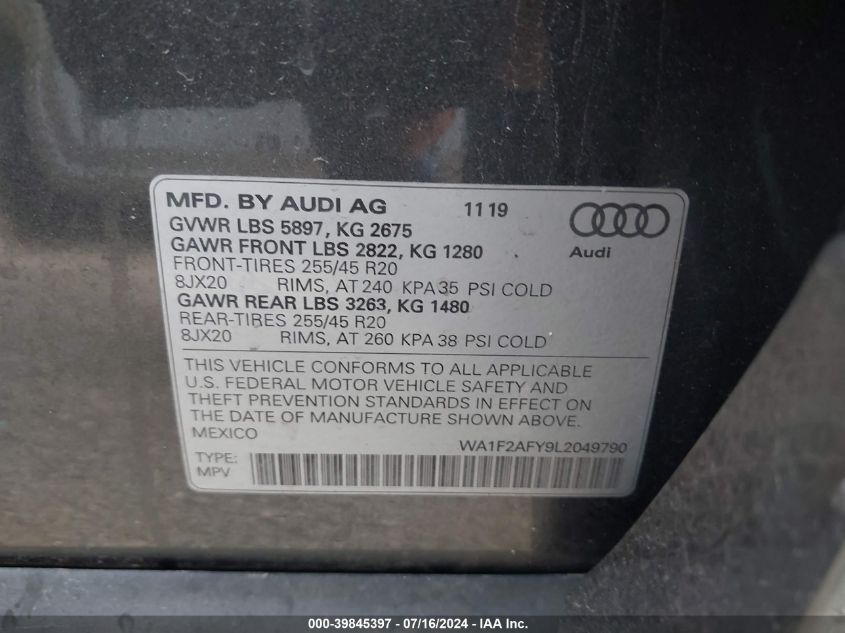 MFD. BY AUDI AG 11 19
GVWR LBS 5897, KG 2675
GAWR FRONT LBS 2822, KG 1280
Audi
FRONT-TIRES 255/45 R20
8JX20 RIMS, AT 240 KPA 35 PSI COLD
GAWR REAR LBS 3263, KG 1480
REAR-TIRES 255/45 R20
8JX20 RIMS, AT 260 KPA 38 PSI COLD
THIS VEHICLE CONFORMS TO ALL APPLICABLE
U.S. FEDERAL MOTOR VEHICLE SAFETY AND
THEFT PREVENTION STANDARDS IN EFFECT ON
THE DATE OF MANUFACTURE SHOWN ABOVE.
MEXICO WA1F2AFY9L2049790
TYPE:
MPV
000-39845397 - 07/16/2024 - IAA Inc.